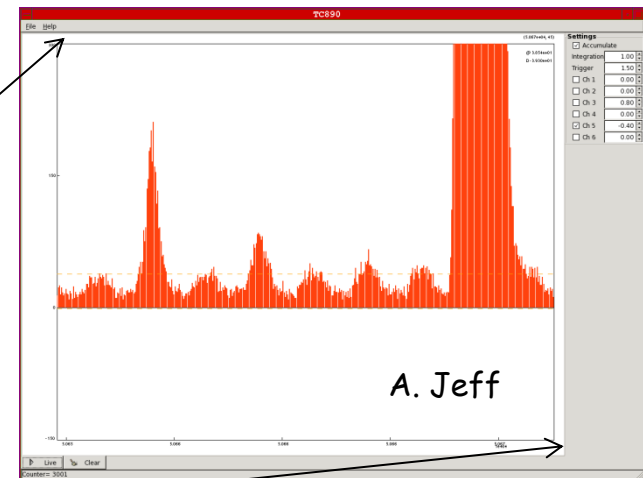 TC890
File Help
Settings
Accumulate
Integration 1.00
Trigger 1.50
Ch 1 0.00
Ch 2 0.00
Ch 3 0.80
Ch 4 0.00
Ch 5 -0.40
Ch 6 0.00
150
0
-150
A. Jeff
Live Clear
Counter= 3001